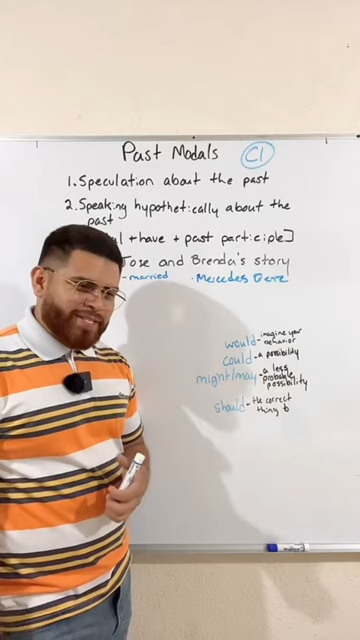 Past Modals C1
1. Speculation about the past
2. Speaking hypothetically about the
past
+ have + past participle]
Jose and Brenda's story
- married · Mercedes
would - imagine your
behavior
could - a possibility
might/may - a less
probable
possibility
should - the correct
thing to